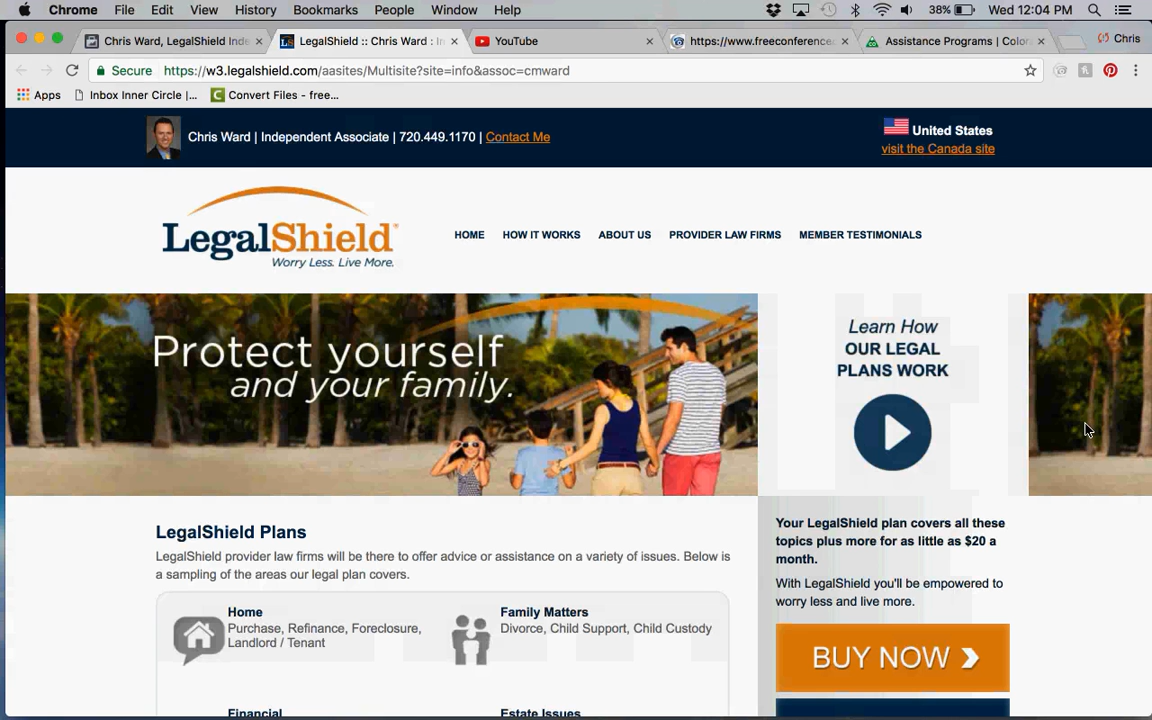 Chrome File Edit View History Bookmarks People Window Help 38% Wed 12:04 PM
Chris Ward, LegalShield Inde
LegalShield :: Chris Ward : In
YouTube
https://www.freeconference
Assistance Programs | Colora
Chris
Secure https://w3.legalshield.com/aasites/Multisite?site=info&assoc=cmward
Apps Inbox Inner Circle |... Convert Files - free...
Chris Ward | Independent Associate | 720.449.1170 | Contact Me
United States
visit the Canada site
LegalShield
Worry Less. Live More.
HOME HOW IT WORKS ABOUT US PROVIDER LAW FIRMS MEMBER TESTIMONIALS
Protect yourself
and your family.
Learn How
OUR LEGAL
PLANS WORK
LegalShield Plans
LegalShield provider law firms will be there to offer advice or assistance on a variety of issues. Below is
a sampling of the areas our legal plan covers.
Home
Purchase, Refinance, Foreclosure,
Landlord / Tenant
Family Matters
Divorce, Child Support, Child Custody
Financial
Estate Issues
Your LegalShield plan covers all these
topics plus more for as little as $20 a
month.
With LegalShield you'll be empowered to
worry less and live more.
BUY NOW